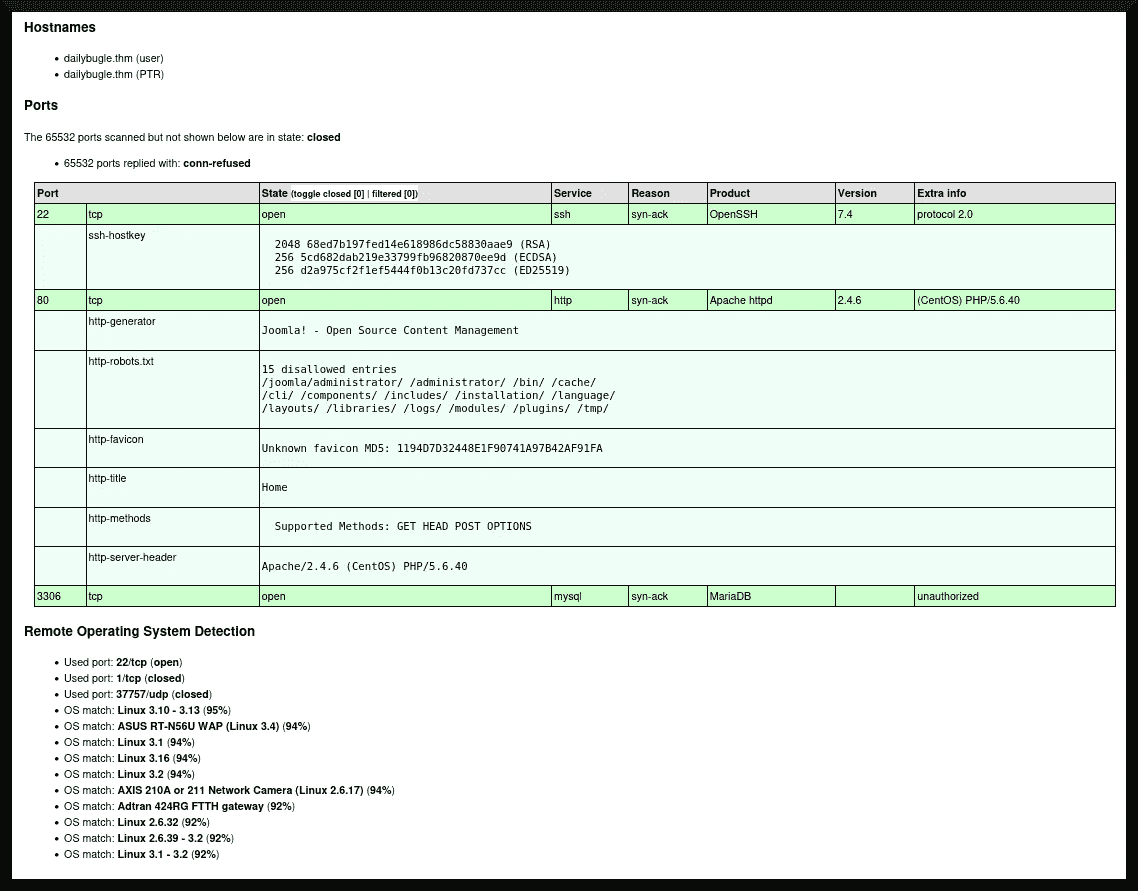 Hostnames
• dailybugle.thm (user)
• dailybugle.thm (PTR)
Ports
The 65532 ports scanned but not shown below are in state: closed
• 65532 ports replied with: conn-refused
Port State (toggle closed [0] | filtered [0]) Service Reason Product Version Extra info
22 tcp open ssh syn-ack OpenSSH 7.4 protocol 2.0
ssh-hostkey
2048 68ed7b197fed14e618986dc58830aae9 (RSA)
256 5cd682dab219e33799fb96820870ee9d (ECDSA)
256 d2a975cf2f1ef5444f0b13c20fd737cc (ED25519)
80 tcp open http syn-ack Apache httpd 2.4.6 (CentOS) PHP/5.6.40
http-generator
Joomla! - Open Source Content Management
http-robots.txt
15 disallowed entries
/joomla/administrator/ /administrator/ /bin/ /cache/
/cli/ /components/ /includes/ /installation/ /language/
/layouts/ /libraries/ /logs/ /modules/ /plugins/ /tmp/
http-favicon
Unknown favicon MD5: 1194D7D32448E1F90741A97B42AF91FA
http-title
Home
http-methods
Supported Methods: GET HEAD POST OPTIONS
http-server-header
Apache/2.4.6 (CentOS) PHP/5.6.40
3306 tcp open mysql syn-ack MariaDB unauthorized
Remote Operating System Detection
• Used port: 22/tcp (open)
• Used port: 1/tcp (closed)
• Used port: 37757/udp (closed)
• OS match: Linux 3.10 - 3.13 (95%)
• OS match: ASUS RT-N56U WAP (Linux 3.4) (94%)
• OS match: Linux 3.1 (94%)
• OS match: Linux 3.16 (94%)
• OS match: Linux 3.2 (94%)
• OS match: AXIS 210A or 211 Network Camera (Linux 2.6.17) (94%)
• OS match: Adtran 424RG FTTH gateway (92%)
• OS match: Linux 2.6.32 (92%)
• OS match: Linux 2.6.39 - 3.2 (92%)
• OS match: Linux 3.1 - 3.2 (92%)